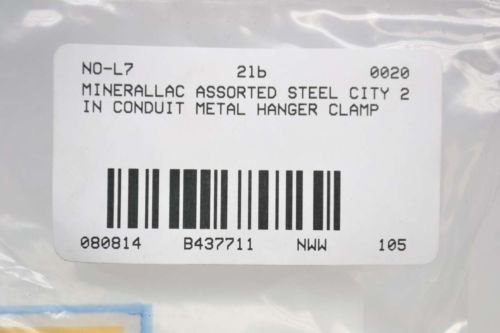 NO-L7 21b 0020
MINERALLAC ASSORTED STEEL CITY 2
IN CONDUIT METAL HANGER CLAMP
080814 B437711 NWW 105